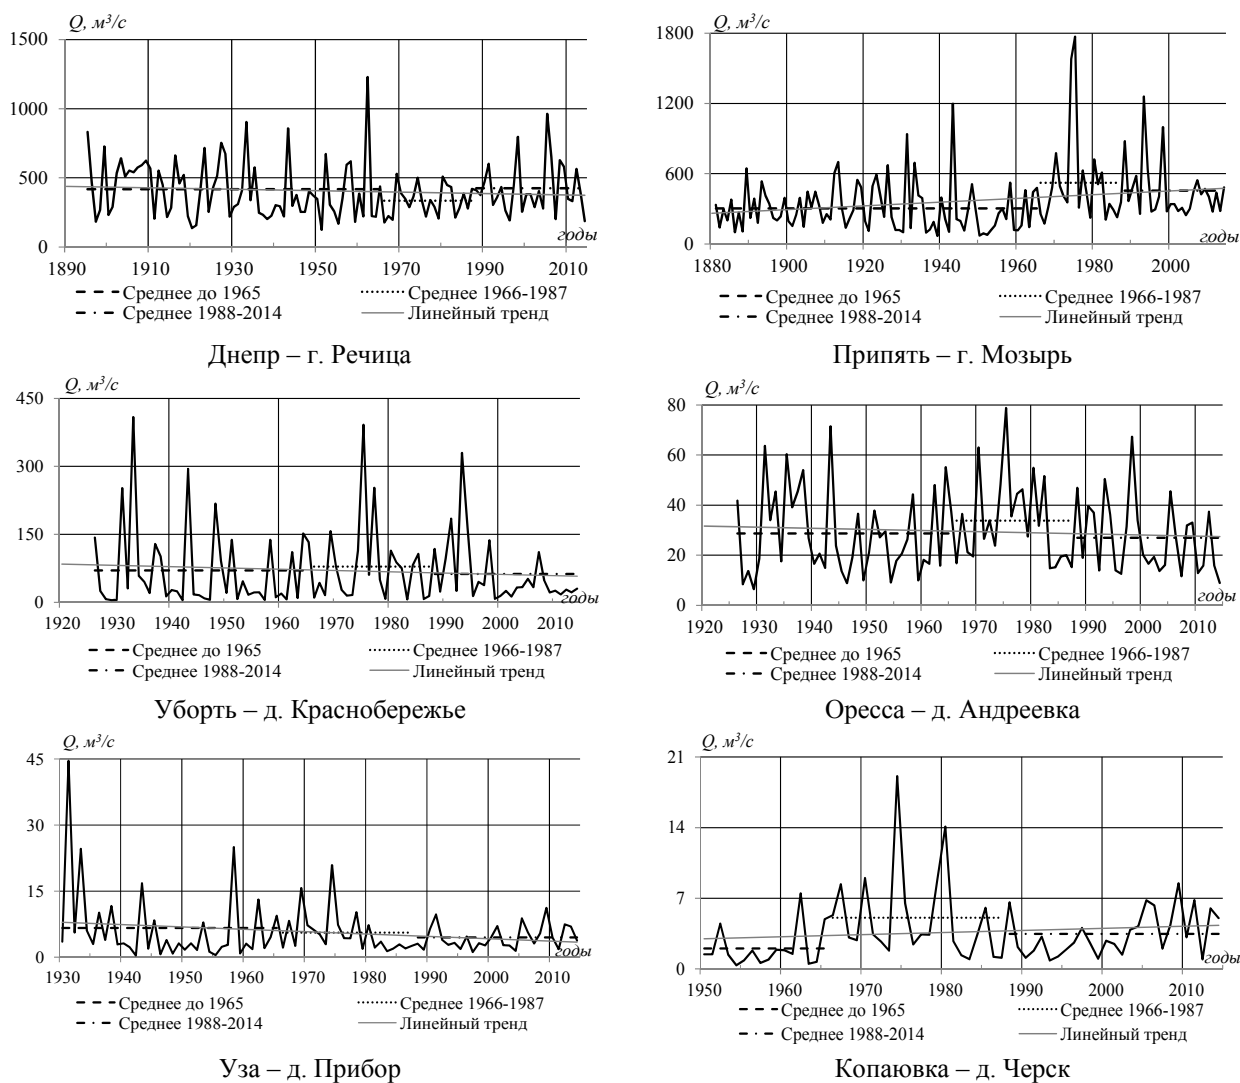 Q, м³/с
1500
1000
500
0
1890 1910 1930 1950 1970 1990 2010
годы
Среднее до 1965 Среднее 1966-1987
Среднее 1988-2014 Линейный тренд
Днепр – г. Речица
Q, м³/с
1800
1200
600
0
1880 1900 1920 1940 1960 1980 2000
годы
Среднее до 1965 Среднее 1966-1987
Среднее 1988-2014 Линейный тренд
Припять – г. Мозырь
Q, м³/с
450
300
150
0
1920 1930 1940 1950 1960 1970 1980 1990 2000 2010
годы
Среднее до 1965 Среднее 1966-1987
Среднее 1988-2014 Линейный тренд
Уборть – д. Краснобережье
Q, м³/с
80
60
40
20
0
1920 1930 1940 1950 1960 1970 1980 1990 2000 2010
годы
Среднее до 1965 Среднее 1966-1987
Среднее 1988-2014 Линейный тренд
Оресса – д. Андреевка
Q, м³/с
45
30
15
0
1930 1940 1950 1960 1970 1980 1990 2000 2010
годы
Среднее до 1965 Среднее 1966-1987
Среднее 1988-2014 Линейный тренд
Уза – д. Прибор
Q, м³/с
21
14
7
0
1950 1960 1970 1980 1990 2000 2010
годы
Среднее до 1965 Среднее 1966-1987
Среднее 1988-2014 Линейный тренд
Копаювка – д. Черск